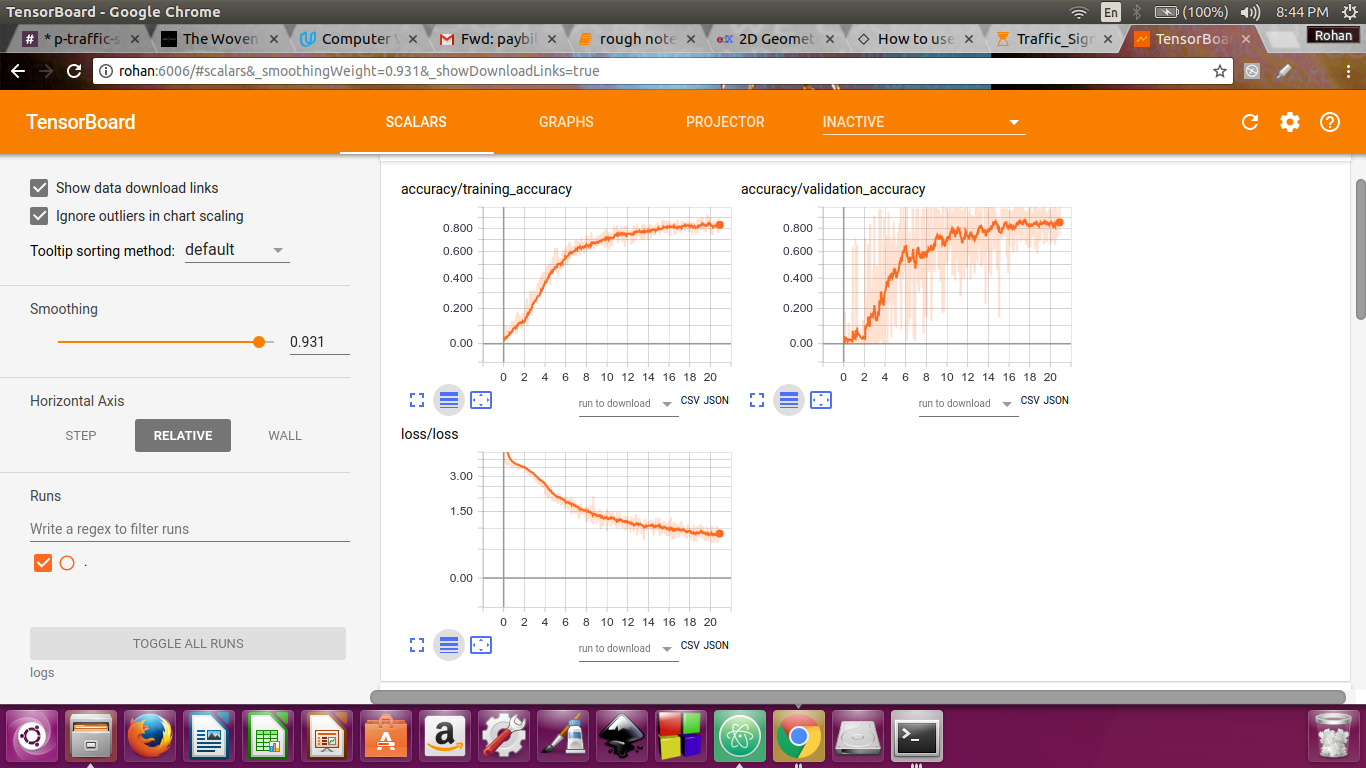 TensorBoard - Google Chrome
En (100%) 8:44 PM
* p-traffic-s The Woven Computer V Gmail Fwd: paybil rough note 2D Geomet How to use Traffic_Sign TensorBoar Rohan
rohan:6006/#scalars&_smoothingWeight=0.931&_showDownloadLinks=true
TensorBoard SCALARS GRAPHS PROJECTOR INACTIVE
Show data download links
Ignore outliers in chart scaling
Tooltip sorting method: default
Smoothing
0.931
Horizontal Axis
STEP RELATIVE WALL
Runs
Write a regex to filter runs
.
TOGGLE ALL RUNS
logs
accuracy/training_accuracy
0.800
0.600
0.400
0.200
0.00
0 2 4 6 8 10 12 14 16 18 20
run to download CSV JSON
accuracy/validation_accuracy
0.800
0.600
0.400
0.200
0.00
0 2 4 6 8 10 12 14 16 18 20
run to download CSV JSON
loss/loss
3.00
1.50
0.00
0 2 4 6 8 10 12 14 16 18 20
run to download CSV JSON